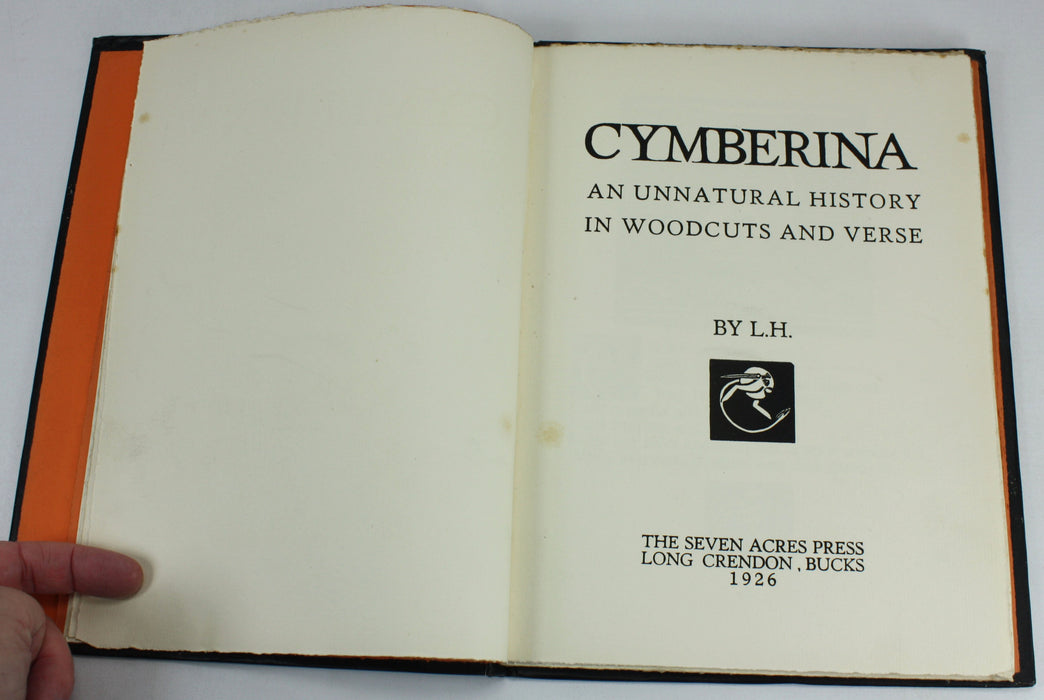 CYMBERINA
AN UNNATURAL HISTORY
IN WOODCUTS AND VERSE
BY L.H.
THE SEVEN ACRES PRESS
LONG CRENDON, BUCKS
1926